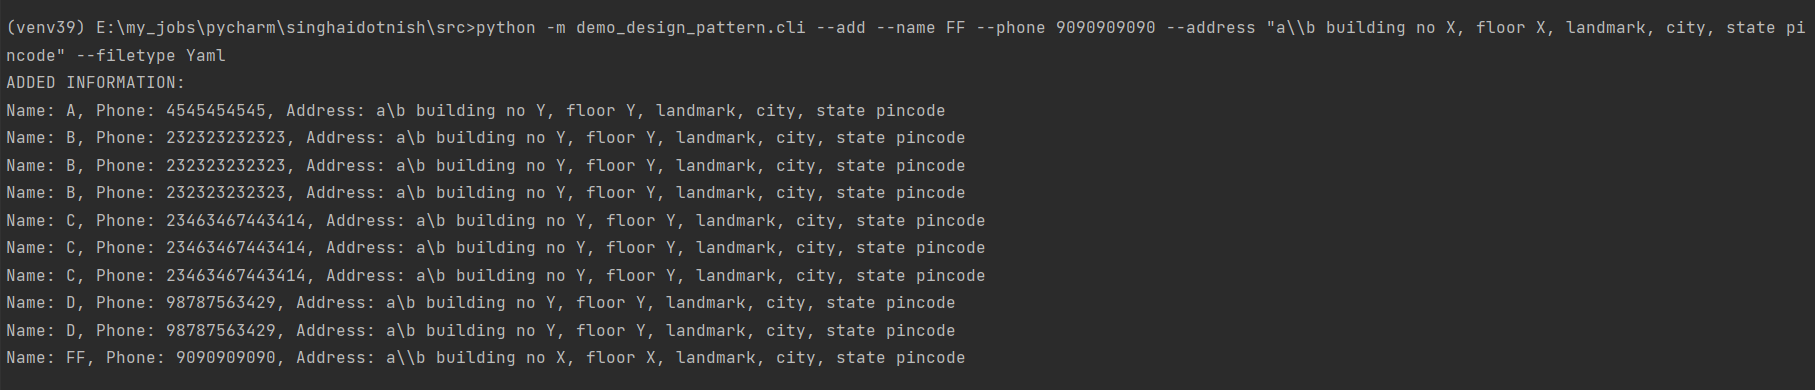 (venv39) E:\my_jobs\pycharm\singhaidotnish\src>python -m demo_design_pattern.cli --add --name FF --phone 9090909090 --address "a\\b building no X, floor X, landmark, city, state pi
ncode" --filetype Yaml
ADDED INFORMATION:
Name: A, Phone: 4545454545, Address: a\b building no Y, floor Y, landmark, city, state pincode
Name: B, Phone: 232323232323, Address: a\b building no Y, floor Y, landmark, city, state pincode
Name: B, Phone: 232323232323, Address: a\b building no Y, floor Y, landmark, city, state pincode
Name: B, Phone: 232323232323, Address: a\b building no Y, floor Y, landmark, city, state pincode
Name: C, Phone: 23463467443414, Address: a\b building no Y, floor Y, landmark, city, state pincode
Name: C, Phone: 23463467443414, Address: a\b building no Y, floor Y, landmark, city, state pincode
Name: C, Phone: 23463467443414, Address: a\b building no Y, floor Y, landmark, city, state pincode
Name: D, Phone: 98787563429, Address: a\b building no Y, floor Y, landmark, city, state pincode
Name: D, Phone: 98787563429, Address: a\b building no Y, floor Y, landmark, city, state pincode
Name: FF, Phone: 9090909090, Address: a\\b building no X, floor X, landmark, city, state pincode